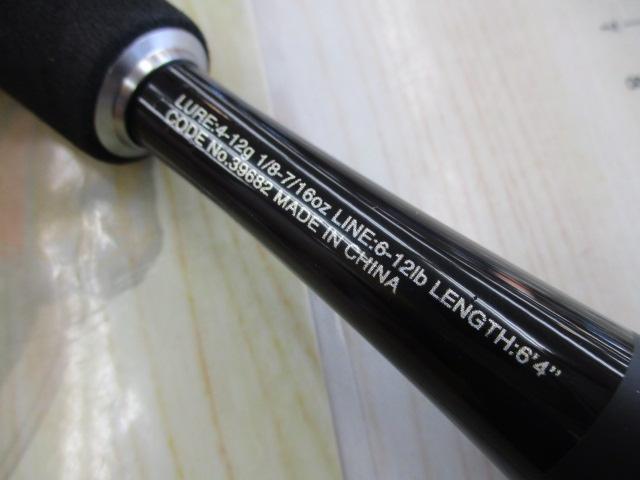 LURE:4-12g 1/8-7/16oz LINE:6-12lb LENGTH:6'4"
CODE No.39682 MADE IN CHINA